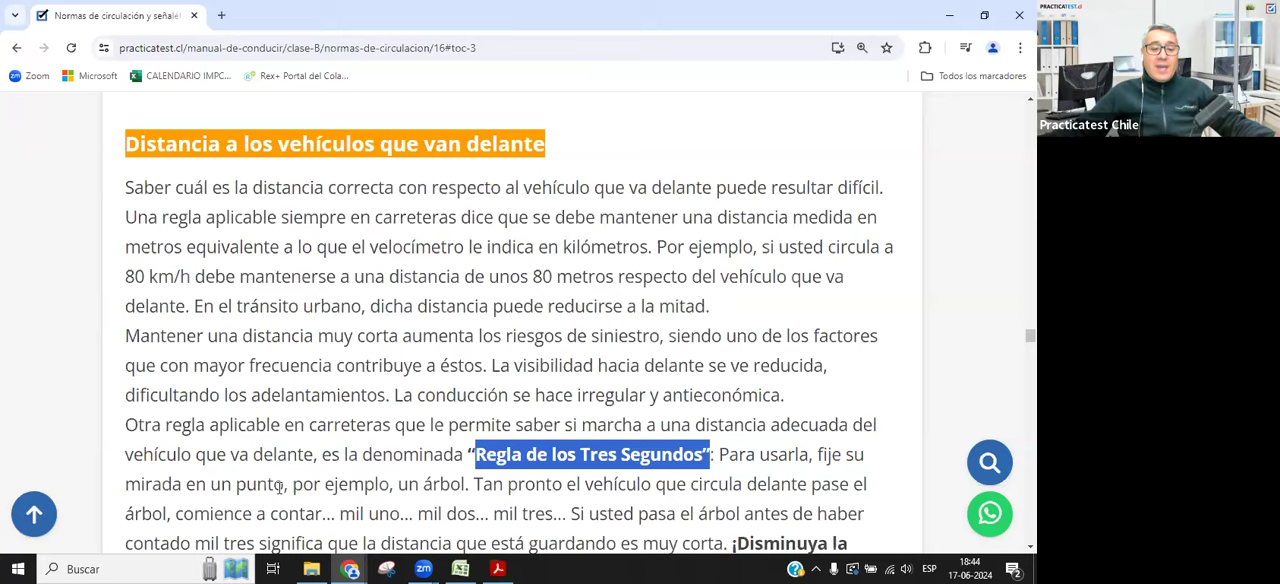 Normas de circulación y señalet
practicatest.cl/manual-de-conducir/clase-B/normas-de-circulacion/16#toc-3
Zoom
Microsoft
CALENDARIO IMPC...
Rex+ Portal del Cola...
Todos los marcadores
PRACTICATEST.cl
Practicatest Chile
Distancia a los vehículos que van delante
Saber cuál es la distancia correcta con respecto al vehículo que va delante puede resultar difícil.
Una regla aplicable siempre en carreteras dice que se debe mantener una distancia medida en
metros equivalente a lo que el velocímetro le indica en kilómetros. Por ejemplo, si usted circula a
80 km/h debe mantenerse a una distancia de unos 80 metros respecto del vehículo que va
delante. En el tránsito urbano, dicha distancia puede reducirse a la mitad.
Mantener una distancia muy corta aumenta los riesgos de siniestro, siendo uno de los factores
que con mayor frecuencia contribuye a éstos. La visibilidad hacia delante se ve reducida,
dificultando los adelantamientos. La conducción se hace irregular y antieconómica.
Otra regla aplicable en carreteras que le permite saber si marcha a una distancia adecuada del
vehículo que va delante, es la denominada “Regla de los Tres Segundos”: Para usarla, fije su
mirada en un punto, por ejemplo, un árbol. Tan pronto el vehículo que circula delante pase el
árbol, comience a contar... mil uno... mil dos... mil tres... Si usted pasa el árbol antes de haber
contado mil tres significa que la distancia que está guardando es muy corta. ¡Disminuya la
Buscar
ESP
18:44
17-06-2024
2